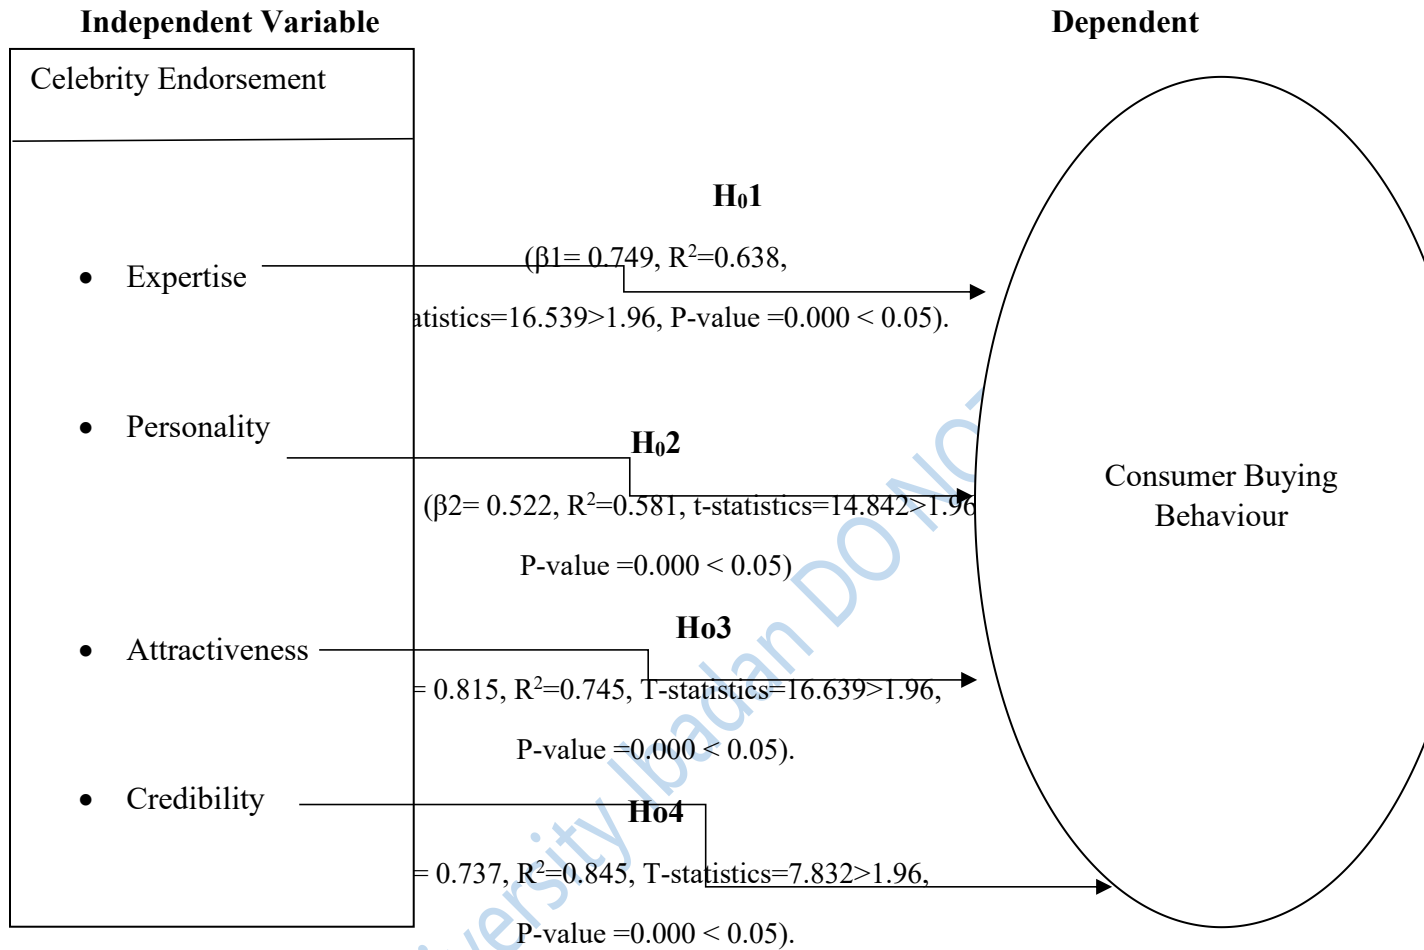 Independent Variable
Dependent
Celebrity Endorsement
H₀1
(β1= 0.749, R²=0.638,
• Expertise
atistics=16.539>1.96, P-value =0.000 < 0.05).
• Personality
H₀2
(β2= 0.522, R²=0.581, t-statistics=14.842>1.96
P-value =0.000 < 0.05)
Consumer Buying
Behaviour
Ho3
• Attractiveness
= 0.815, R²=0.745, T-statistics=16.639>1.96,
P-value =0.000 < 0.05).
• Credibility
Ho4
= 0.737, R²=0.845, T-statistics=7.832>1.96,
P-value =0.000 < 0.05).
versity Ibadan DO NOT